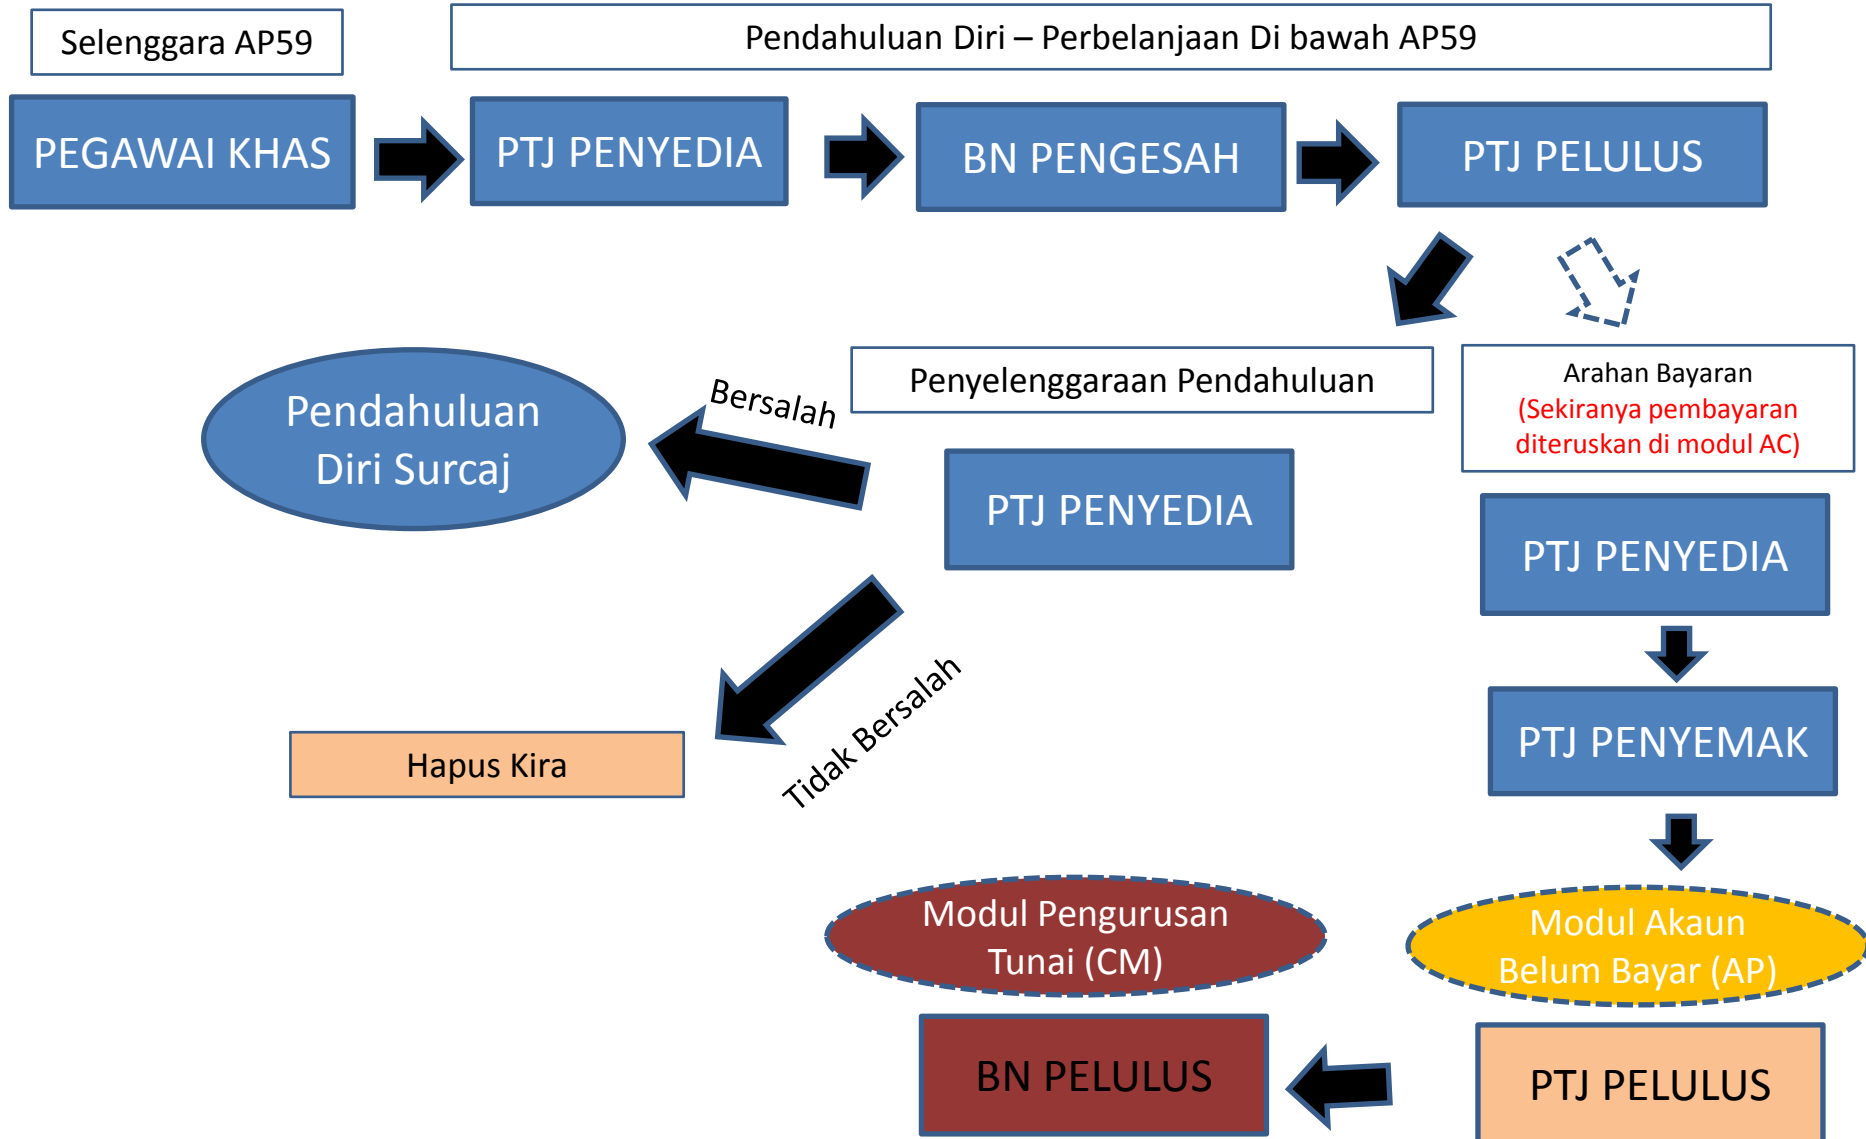 Selenggara AP59
Pendahuluan Diri – Perbelanjaan Di bawah AP59
PEGAWAI KHAS
PTJ PENYEDIA
BN PENGESAH
PTJ PELULUS
Pendahuluan
Diri Surcaj
Bersalah
Penyelenggaraan Pendahuluan
PTJ PENYEDIA
Tidak Bersalah
Hapus Kira
Arahan Bayaran
(Sekiranya pembayaran
diteruskan di modul AC)
PTJ PENYEDIA
PTJ PENYEMAK
Modul Akaun
Belum Bayar (AP)
PTJ PELULUS
Modul Pengurusan
Tunai (CM)
BN PELULUS